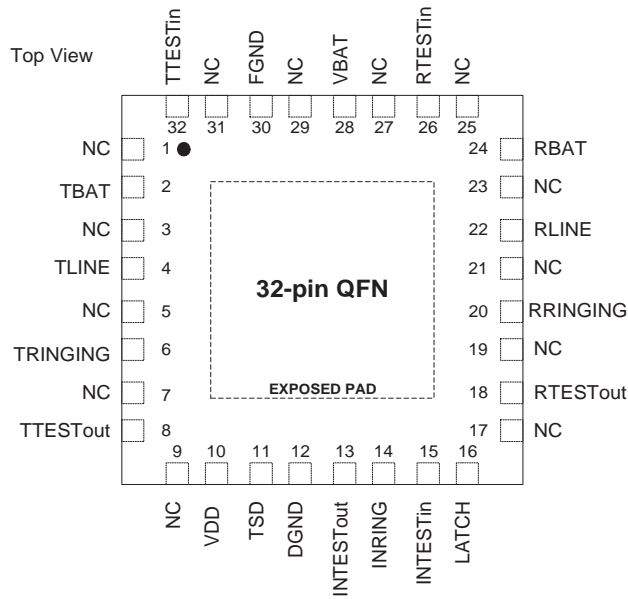 Top View
TTESTin
NC
FGND
NC
VBAT
NC
RTESTin
NC
32
31
30
29
28
27
26
25
NC 1
TBAT 2
NC 3
TLINE 4
NC 5
TRINGING 6
NC 7
TTESTout 8
24 RBAT
23 NC
22 RLINE
21 NC
20 RRINGING
19 NC
18 RTESTout
17 NC
32-pin QFN
EXPOSED PAD
9
10
11
12
13
14
15
16
NC
VDD
TSD
DGND
INTESTout
INRING
INTESTin
LATCH